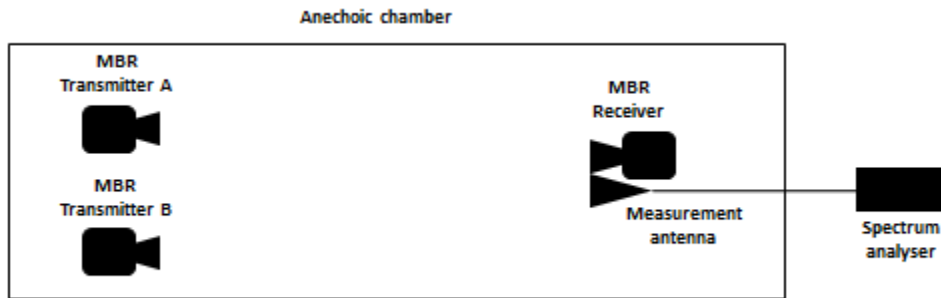 Anechoic chamber
MBR
Transmitter A
MBR
Receiver
MBR
Transmitter B
Measurement
antenna
Spectrum
analyser